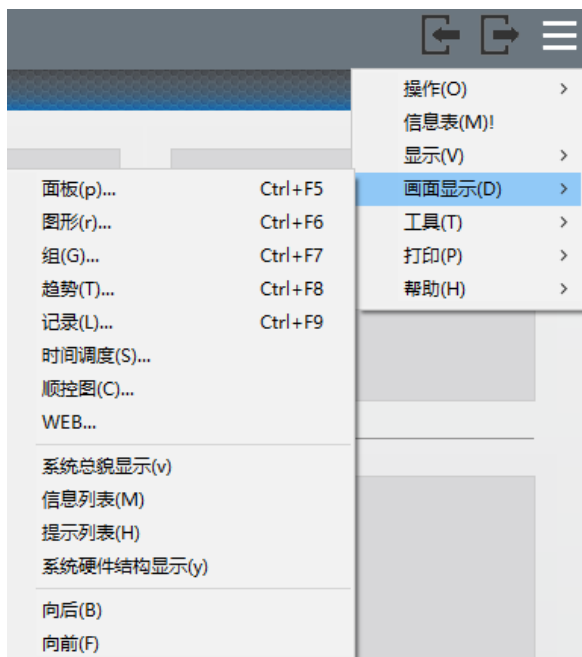 操作(O)
信息表(M)!
显示(V)
画面显示(D)
工具(T)
打印(P)
帮助(H)
面板(p)... Ctrl+F5
图形(r)... Ctrl+F6
组(G)... Ctrl+F7
趋势(T)... Ctrl+F8
记录(L)... Ctrl+F9
时间调度(S)...
顺控图(C)...
WEB...
系统总貌显示(v)
信息列表(M)
提示列表(H)
系统硬件结构显示(y)
向后(B)
向前(F)